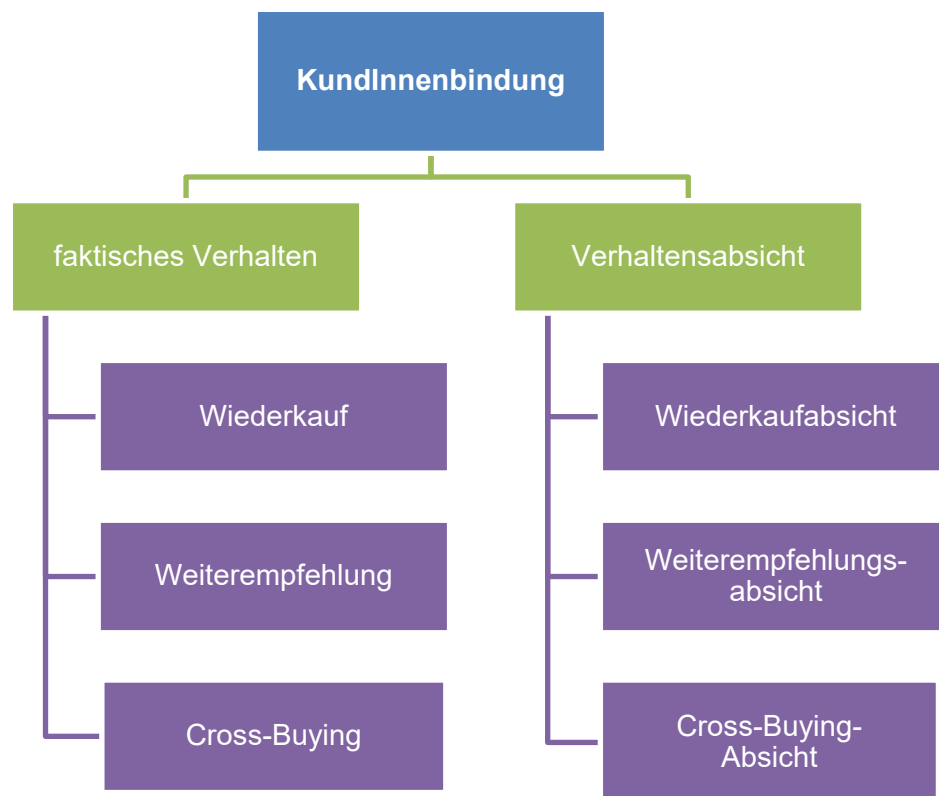 KundInnenbindung
faktisches Verhalten
Wiederkauf
Weiterempfehlung
Cross-Buying
Verhaltensabsicht
Wiederkaufabsicht
Weiterempfehlungs-
absicht
Cross-Buying-
Absicht